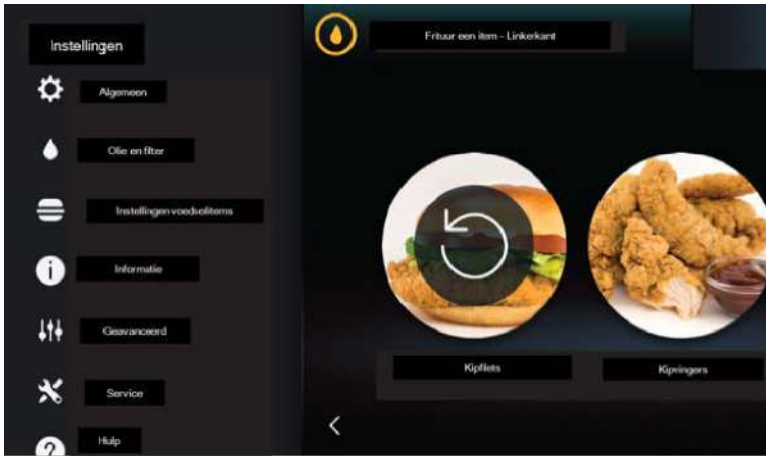 Instellingen
Algemeen
Olie en filter
Instellingen voedselitems
Informatie
Geavanceerd
Service
Hulp
Frituur een item - Linkerkant
Kipfilets
Kipvingers